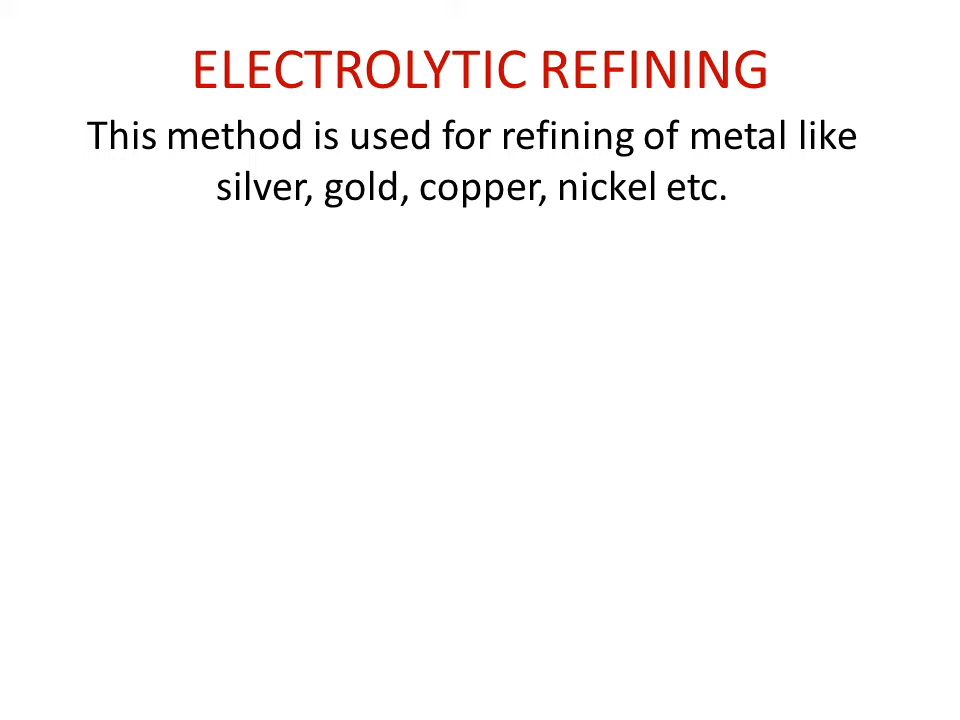 ELECTROLYTIC REFINING
This method is used for refining of metal like
silver, gold, copper, nickel etc.